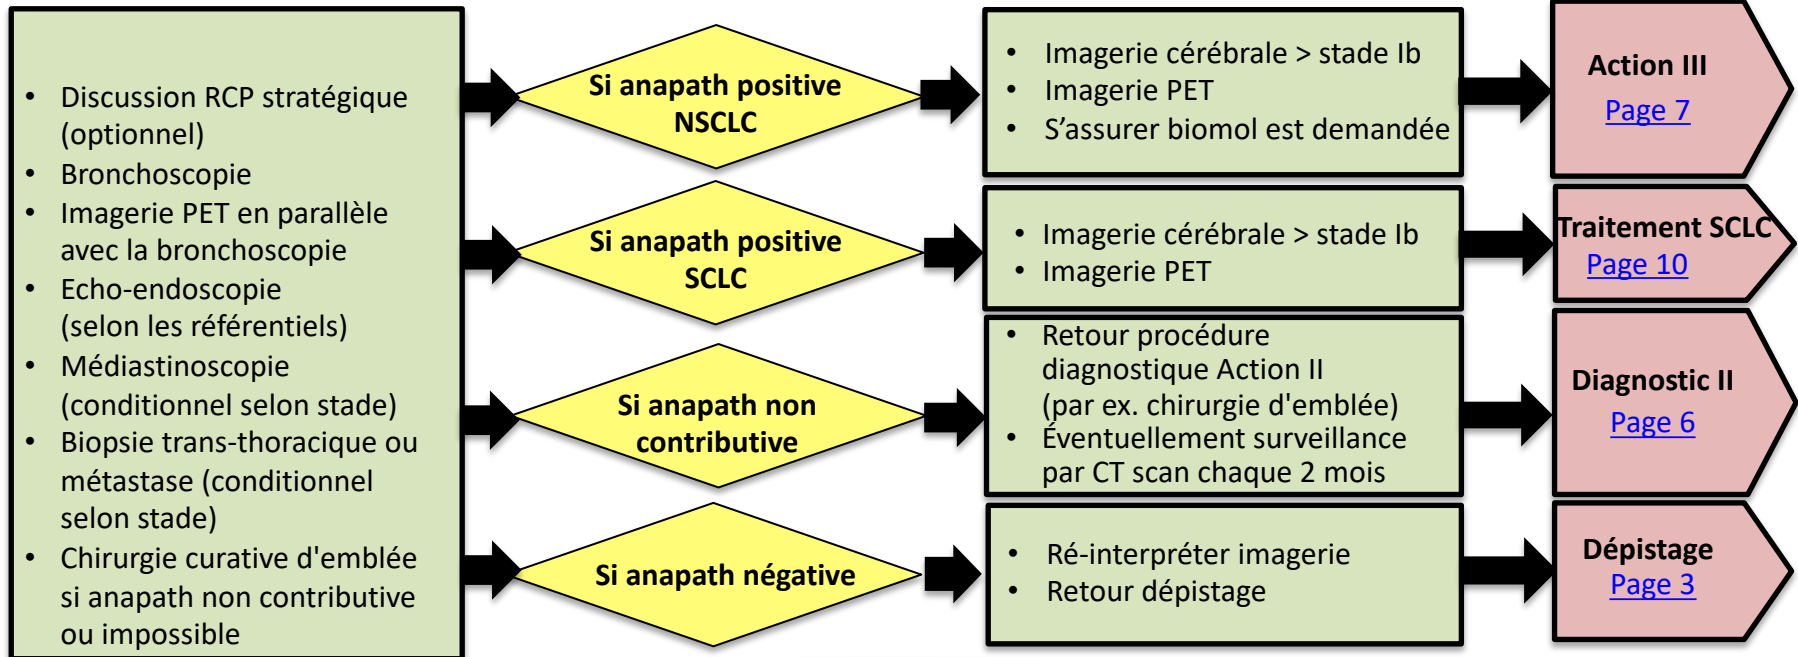 • Discussion RCP stratégique
(optionnel)
• Bronchoscopie
• Imagerie PET en parallèle
avec la bronchoscopie
• Echo-endoscopie
(selon les référentiels)
• Médiastinoscopie
(conditionnel selon stade)
• Biopsie trans-thoracique ou
métastase (conditionnel
selon stade)
• Chirurgie curative d'emblée
si anapath non contributive
ou impossible
Si anapath positive
NSCLC
• Imagerie cérébrale > stade Ib
• Imagerie PET
• S’assurer biomol est demandée
Action III
Page 7
Si anapath positive
SCLC
• Imagerie cérébrale > stade Ib
• Imagerie PET
Traitement SCLC
Page 10
Si anapath non
contributive
• Retour procédure
diagnostique Action II
(par ex. chirurgie d'emblée)
• Éventuellement surveillance
par CT scan chaque 2 mois
Diagnostic II
Page 6
Si anapath négative
• Ré-interpréter imagerie
• Retour dépistage
Dépistage
Page 3